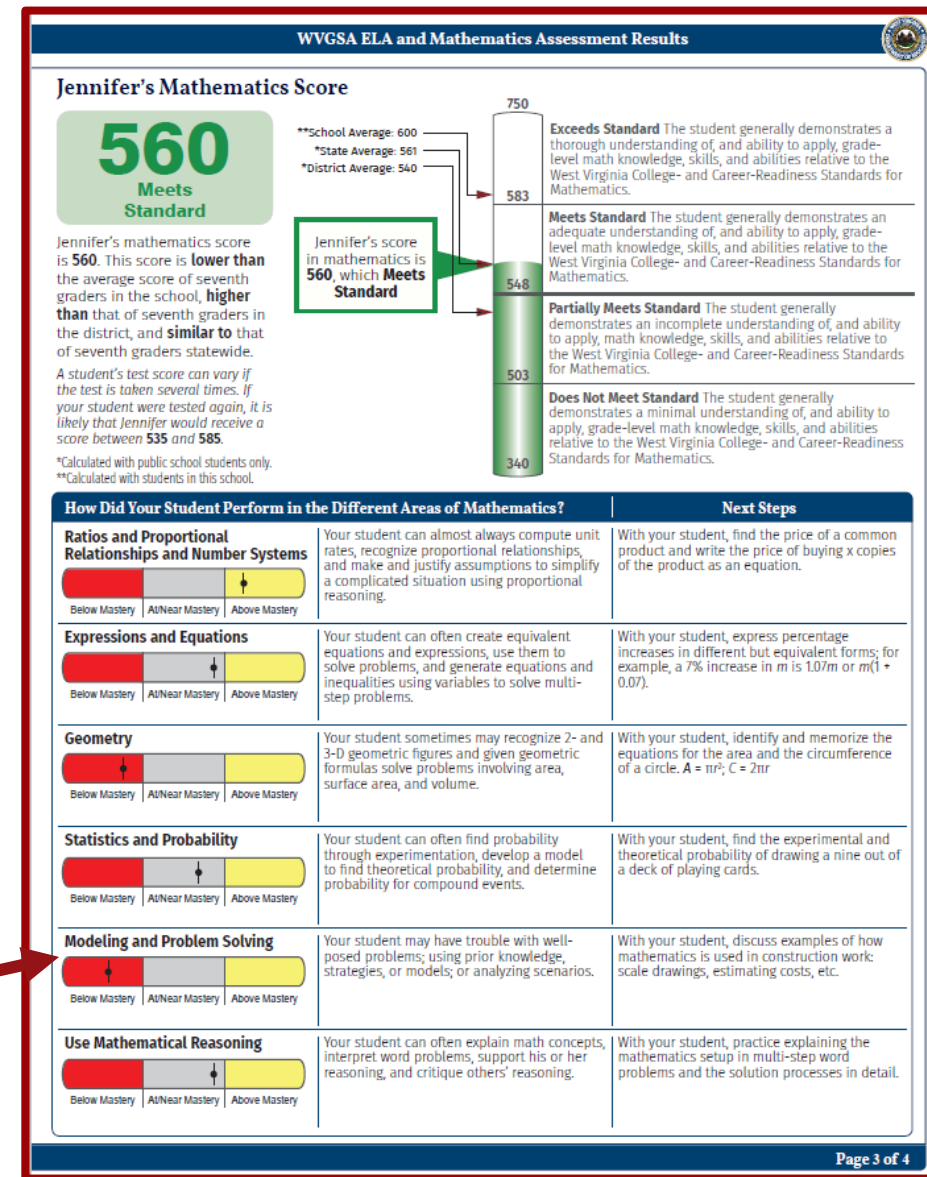 WVGSA ELA and Mathematics Assessment Results
Jennifer's Mathematics Score
560
Meets
Standard
Jennifer's mathematics score
is 560. This score is lower than
the average score of seventh
graders in the school, higher
than that of seventh graders in
the district, and similar to that
of seventh graders statewide.
A student's test score can vary if
the test is taken several times. If
your student were tested again, it is
likely that Jennifer would receive a
score between 535 and 585.
*Calculated with public school students only.
**Calculated with students in this school.
**School Average: 600
*State Average: 561
*District Average: 540
Jennifer's score
in mathematics is
560, which Meets
Standard
750
583
548
503
340
Exceeds Standard The student generally demonstrates a
thorough understanding of, and ability to apply, grade-
level math knowledge, skills, and abilities relative to the
West Virginia College- and Career-Readiness Standards for
Mathematics.
Meets Standard The student generally demonstrates an
adequate understanding of, and ability to apply, grade-
level math knowledge, skills, and abilities relative to the
West Virginia College- and Career-Readiness Standards for
Mathematics.
Partially Meets Standard The student generally
demonstrates an incomplete understanding of, and ability
to apply, math knowledge, skills, and abilities relative to
the West Virginia College- and Career-Readiness Standards
for Mathematics.
Does Not Meet Standard The student generally
demonstrates a minimal understanding of, and ability to
apply, grade-level math knowledge, skills, and abilities
relative to the West Virginia College- and Career-Readiness
Standards for Mathematics.
How Did Your Student Perform in the Different Areas of Mathematics?
Next Steps
Ratios and Proportional
Relationships and Number Systems
Below Mastery At/Near Mastery Above Mastery
Your student can almost always compute unit
rates, recognize proportional relationships,
and make and justify assumptions to simplify
a complicated situation using proportional
reasoning.
With your student, find the price of a common
product and write the price of buying x copies
of the product as an equation.
Expressions and Equations
Below Mastery At/Near Mastery Above Mastery
Your student can often create equivalent
equations and expressions, use them to
solve problems, and generate equations and
inequalities using variables to solve multi-
step problems.
With your student, express percentage
increases in different but equivalent forms; for
example, a 7% increase in m is 1.07m or m(1 +
0.07).
Geometry
Below Mastery At/Near Mastery Above Mastery
Your student sometimes may recognize 2- and
3-D geometric figures and given geometric
formulas solve problems involving area,
surface area, and volume.
With your student, identify and memorize the
equations for the area and the circumference
of a circle. A = πr²; C = 2πr
Statistics and Probability
Below Mastery At/Near Mastery Above Mastery
Your student can often find probability
through experimentation, develop a model
to find theoretical probability, and determine
probability for compound events.
With your student, find the experimental and
theoretical probability of drawing a nine out of
a deck of playing cards.
Modeling and Problem Solving
Below Mastery At/Near Mastery Above Mastery
Your student may have trouble with well-
posed problems; using prior knowledge,
strategies, or models; or analyzing scenarios.
With your student, discuss examples of how
mathematics is used in construction work:
scale drawings, estimating costs, etc.
Use Mathematical Reasoning
Below Mastery At/Near Mastery Above Mastery
Your student can often explain math concepts,
interpret word problems, support his or her
reasoning, and critique others' reasoning.
With your student, practice explaining the
mathematics setup in multi-step word
problems and the solution processes in detail.
Page 3 of 4